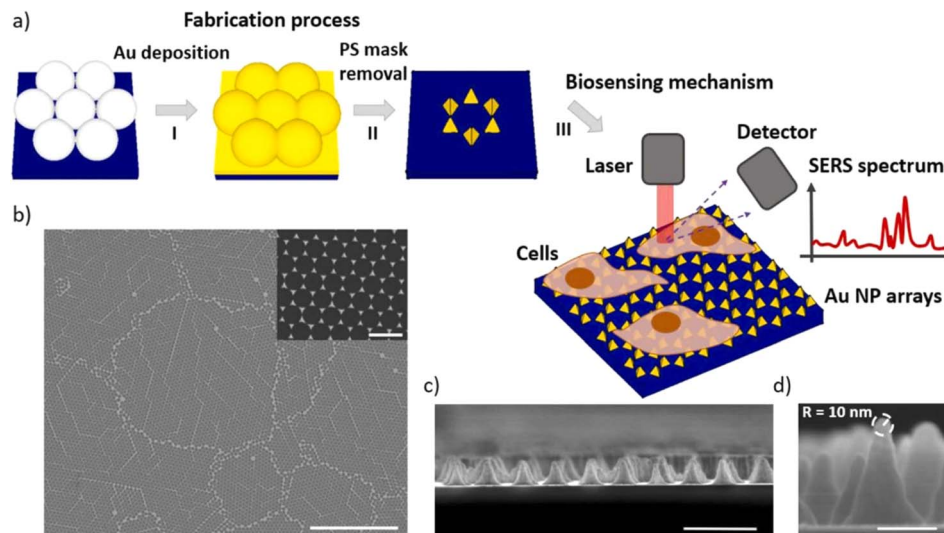 a)
Fabrication process
Au deposition
I
PS mask
removal
II
III
Biosensing mechanism
Laser
Detector
SERS spectrum
Cells
Au NP arrays
b)
c)
d)
R = 10 nm